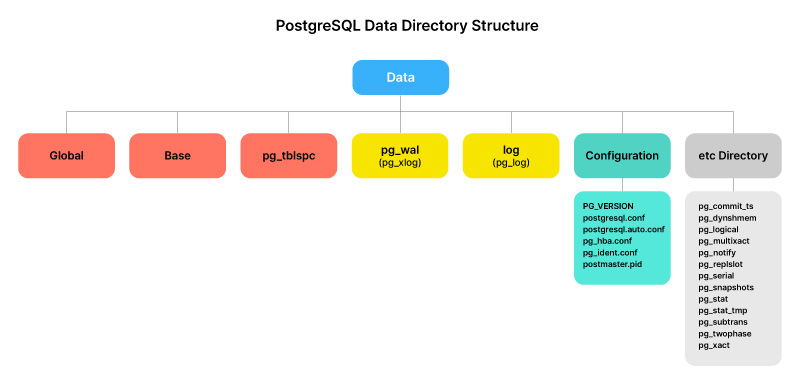 PostgreSQL Data Directory Structure
Data
Global
Base
pg_tblspc
pg_wal
(pg_xlog)
log
(pg_log)
Configuration
etc Directory
PG_VERSION
postgresql.conf
postgresql.auto.conf
pg_hba.conf
pg_ident.conf
postmaster.pid
pg_commit_ts
pg_dynshmem
pg_logical
pg_multixact
pg_notify
pg_replslot
pg_serial
pg_snapshots
pg_stat
pg_stat_tmp
pg_subtrans
pg_twophase
pg_xact